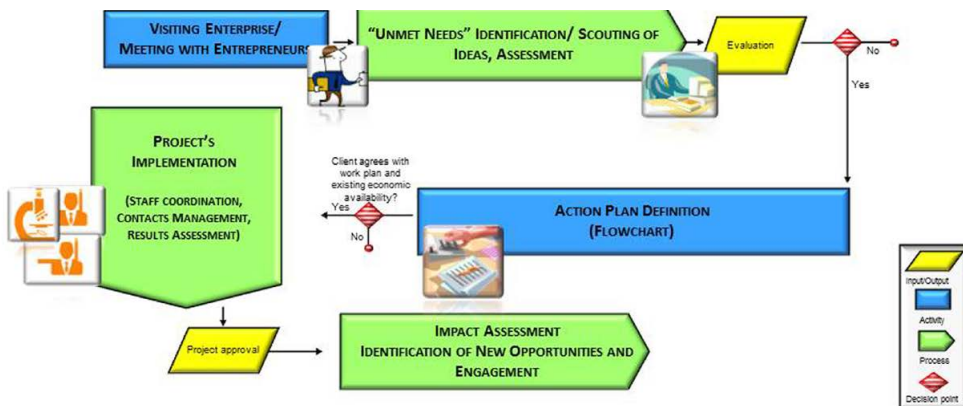 VISITING ENTERPRISE/
MEETING WITH ENTREPRENEURS
“UNMET NEEDS” IDENTIFICATION/ SCOUTING OF
IDEAS, ASSESSMENT
Evaluation
No
Yes
PROJECT’S
IMPLEMENTATION
(STAFF COORDINATION,
CONTACTS MANAGEMENT,
RESULTS ASSESSMENT)
Client agrees with
work plan and
existing economic
availability?
Yes
No
ACTION PLAN DEFINITION
(FLOWCHART)
Project approval
IMPACT ASSESSMENT
IDENTIFICATION OF NEW OPPORTUNITIES AND
ENGAGEMENT
Input/Output
Activity
Process
Decision point